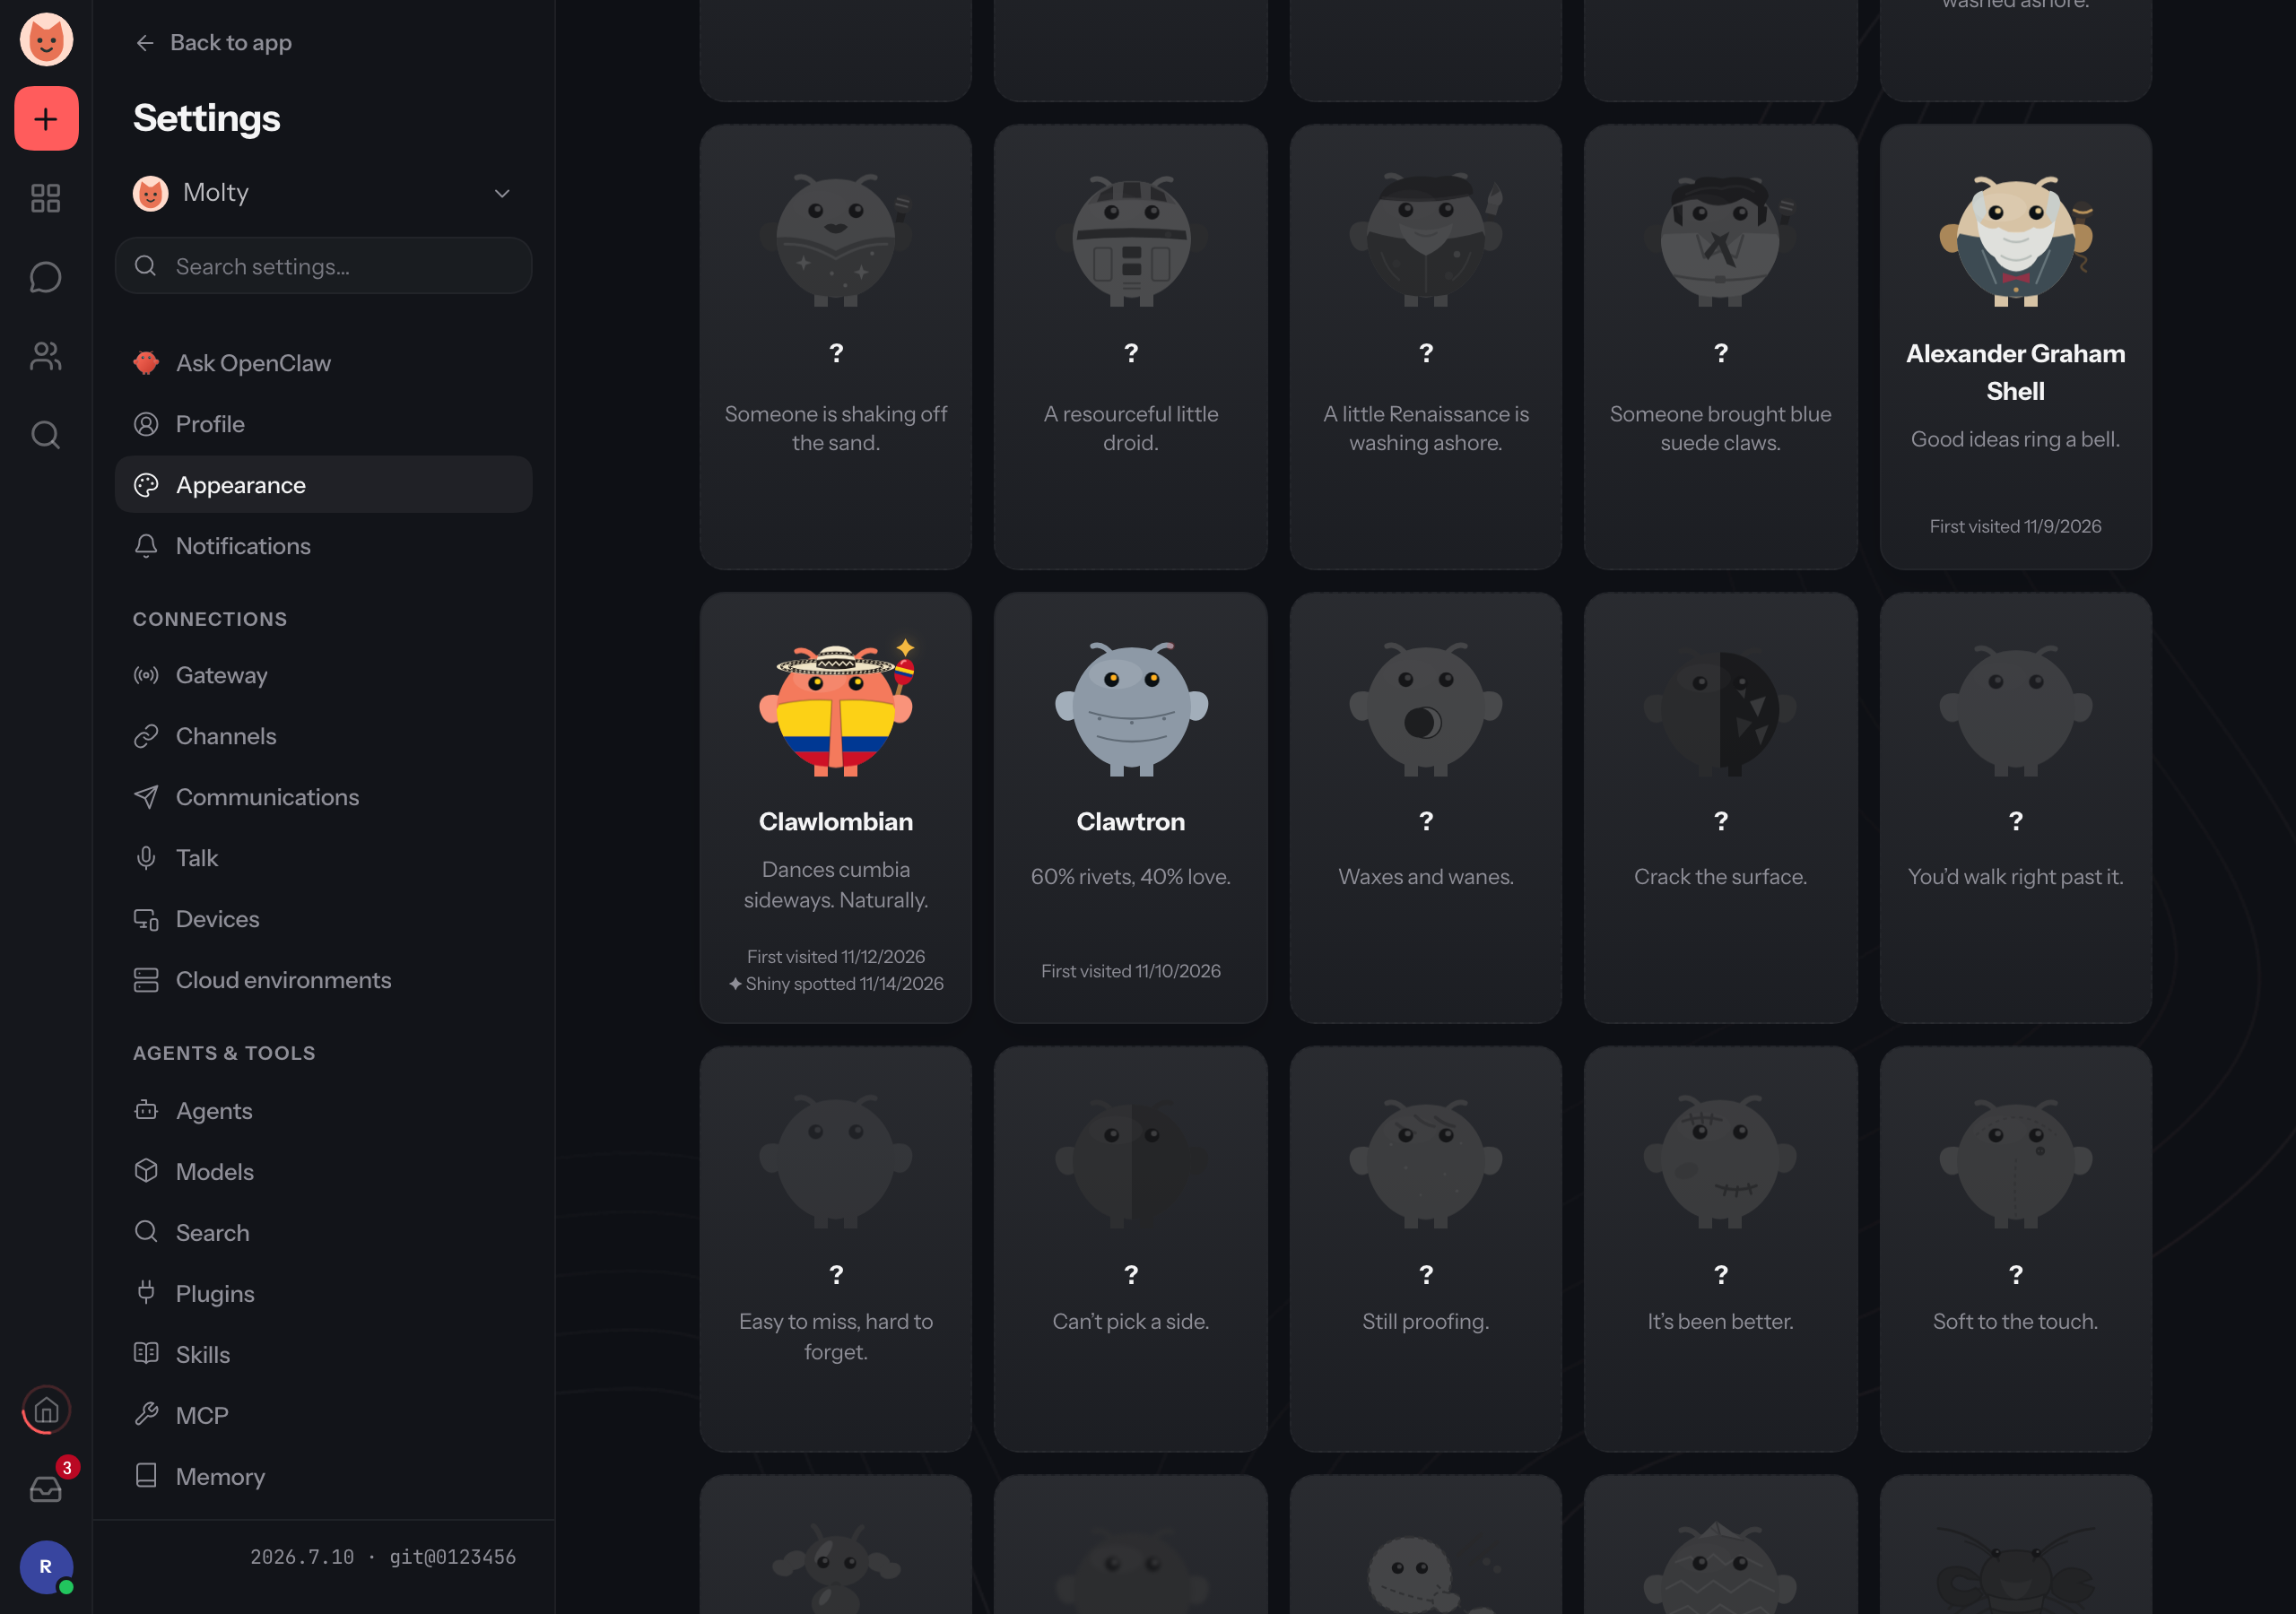 Back to app
Settings
Molty
Search settings...
Ask OpenClaw
Profile
Appearance
Notifications
CONNECTIONS
Gateway
Channels
Communications
Talk
Devices
Cloud environments
AGENTS & TOOLS
Agents
Models
Search
Plugins
Skills
MCP
Memory
3
R
2026.7.10 · git@0123456
washed ashore.
?
Someone is shaking off
the sand.
?
A resourceful little
droid.
?
A little Renaissance is
washing ashore.
?
Someone brought blue
suede claws.
Alexander Graham
Shell
Good ideas ring a bell.
First visited 11/9/2026
Clawlombian
Dances cumbia
sideways. Naturally.
First visited 11/12/2026
✦ Shiny spotted 11/14/2026
Clawtron
60% rivets, 40% love.
First visited 11/10/2026
?
Waxes and wanes.
?
Crack the surface.
?
You’d walk right past it.
?
Easy to miss, hard to
forget.
?
Can’t pick a side.
?
Still proofing.
?
It’s been better.
?
Soft to the touch.